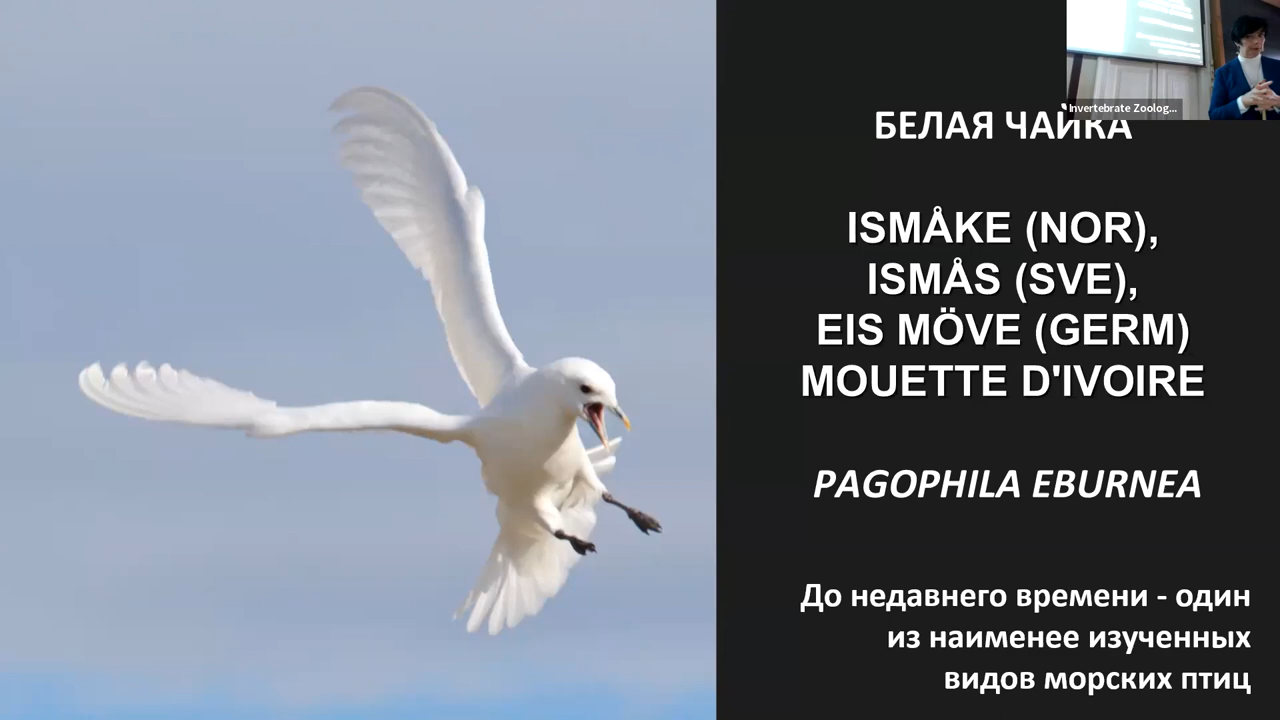 Invertebrate Zoolog...
БЕЛАЯ ЧАЙКА
ISMÅKE (NOR),
ISMÅS (SVE),
EIS MÖVE (GERM)
MOUETTE D'IVOIRE
PAGOPHILA EBURNEA
До недавнего времени - один
из наименее изученных
видов морских птиц